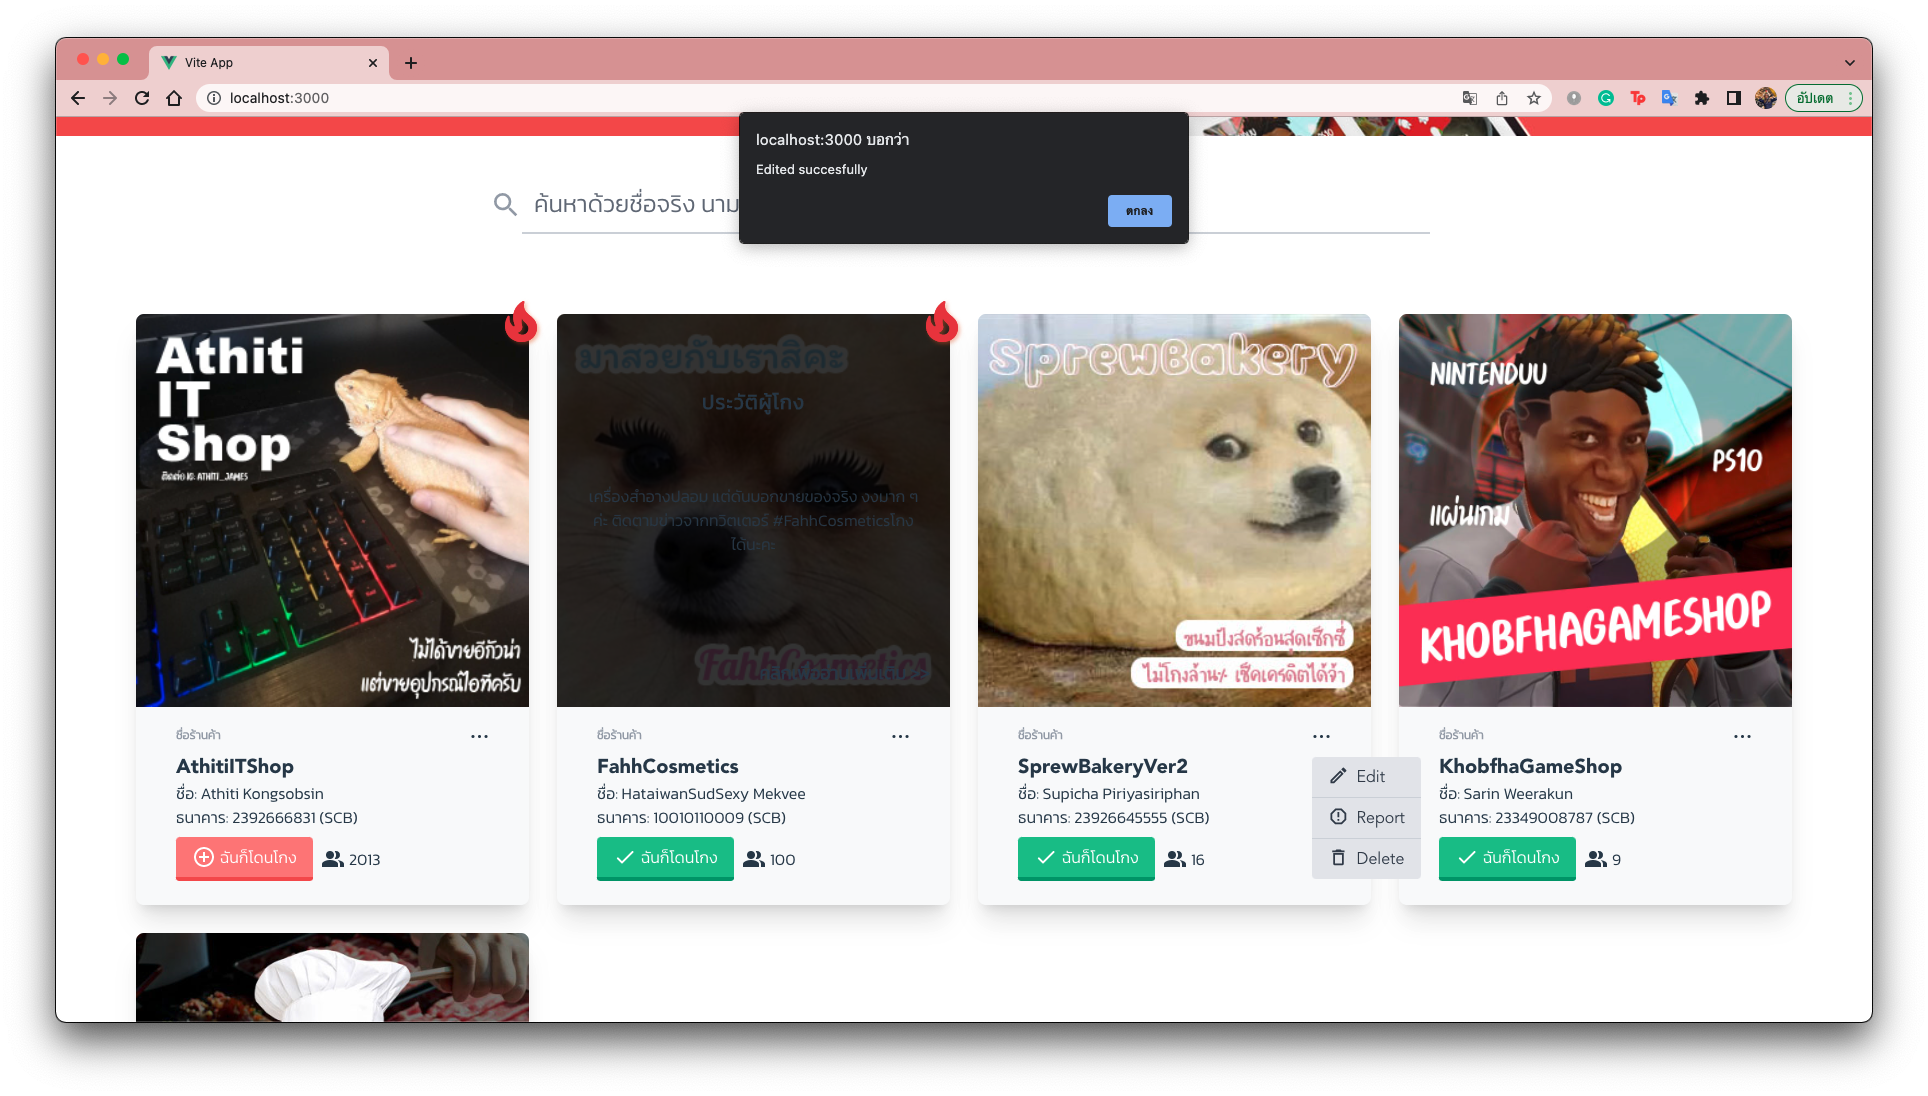 Vite App
localhost:3000
อัปเดต
localhost:3000 บอกว่า
Edited succesfully
ตกลง
ค้นหาด้วยชื่อจริง นาม
Athiti
IT
Shop
ติดต่อ IG: ATHITI_JAMES
ไม่ได้ขายอีกัวน่า
แต่ขายอุปกรณ์ไอทีครับ
ชื่อร้านค้า
AthitiITShop
ชื่อ: Athiti Kongsobsin
ธนาคาร: 2392666831 (SCB)
ฉันก็โดนโกง 2013
มาสวยกับเราสิคะ
ประวัติผู้โกง
เครื่องสำอางปลอม แต่ดันบอกขายของจริง งงมาก ๆ
ค่ะ ติดตามข่าวจากทวิตเตอร์ #FahhCosmeticsโกง
ได้นะคะ
FahhCosmetics
ชื่อร้านค้า
FahhCosmetics
ชื่อ: HataiwanSudSexy Mekvee
ธนาคาร: 10010110009 (SCB)
ฉันก็โดนโกง 100
SprewBakery
ขนมปังสดร้อนสุดเซ็กซี่
ไม่โกงล้าน% เช็คเครดิตได้จ้า
ชื่อร้านค้า
SprewBakeryVer2
ชื่อ: Supicha Piriyasiriphan
ธนาคาร: 23926645555 (SCB)
ฉันก็โดนโกง 16
Edit
Report
Delete
NINTENDUU
PS10
แผ่นเกม
KHOBFHAGAMESHOP
ชื่อร้านค้า
KhobfhaGameShop
ชื่อ: Sarin Weerakun
ธนาคาร: 23349008787 (SCB)
ฉันก็โดนโกง 9